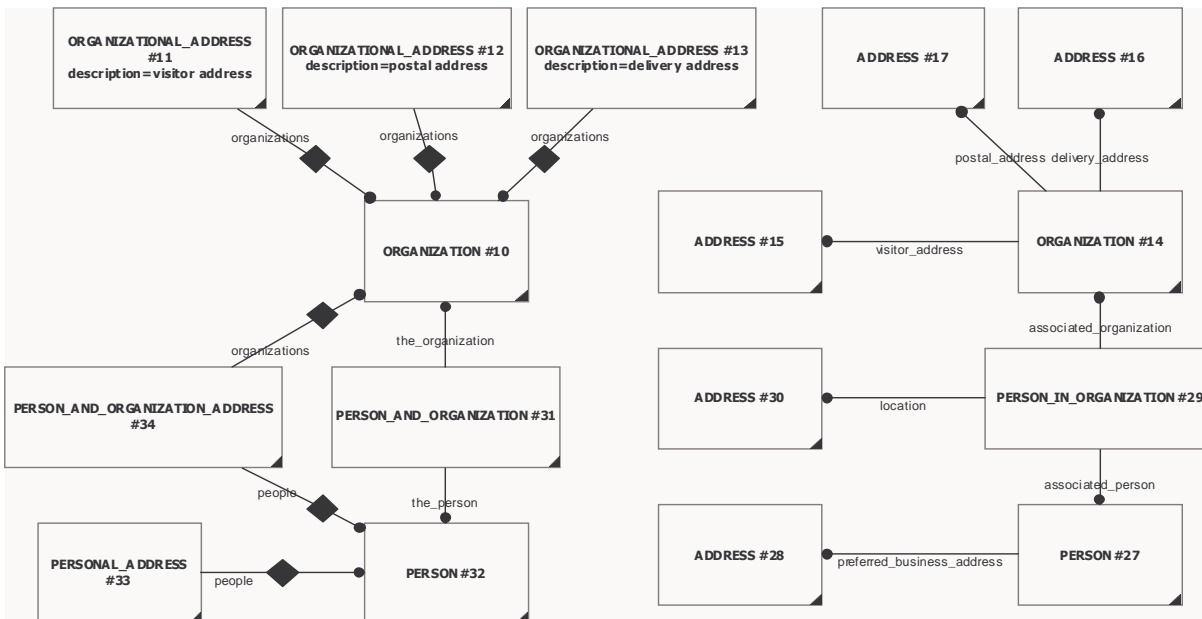 ORGANIZATIONAL_ADDRESS
#11
description=visitor address
ORGANIZATIONAL_ADDRESS #12
description=postal address
ORGANIZATIONAL_ADDRESS #13
description=delivery address
ADDRESS #17
ADDRESS #16
organizations
organizations
organizations
postal_address
delivery_address
ORGANIZATION #10
ADDRESS #15
visitor_address
ORGANIZATION #14
organizations
the_organization
associated_organization
PERSON_AND_ORGANIZATION_ADDRESS
#34
PERSON_AND_ORGANIZATION #31
ADDRESS #30
location
PERSON_IN_ORGANIZATION #29
people
the_person
associated_person
PERSONAL_ADDRESS
#33
people
PERSON #32
ADDRESS #28
preferred_business_address
PERSON #27